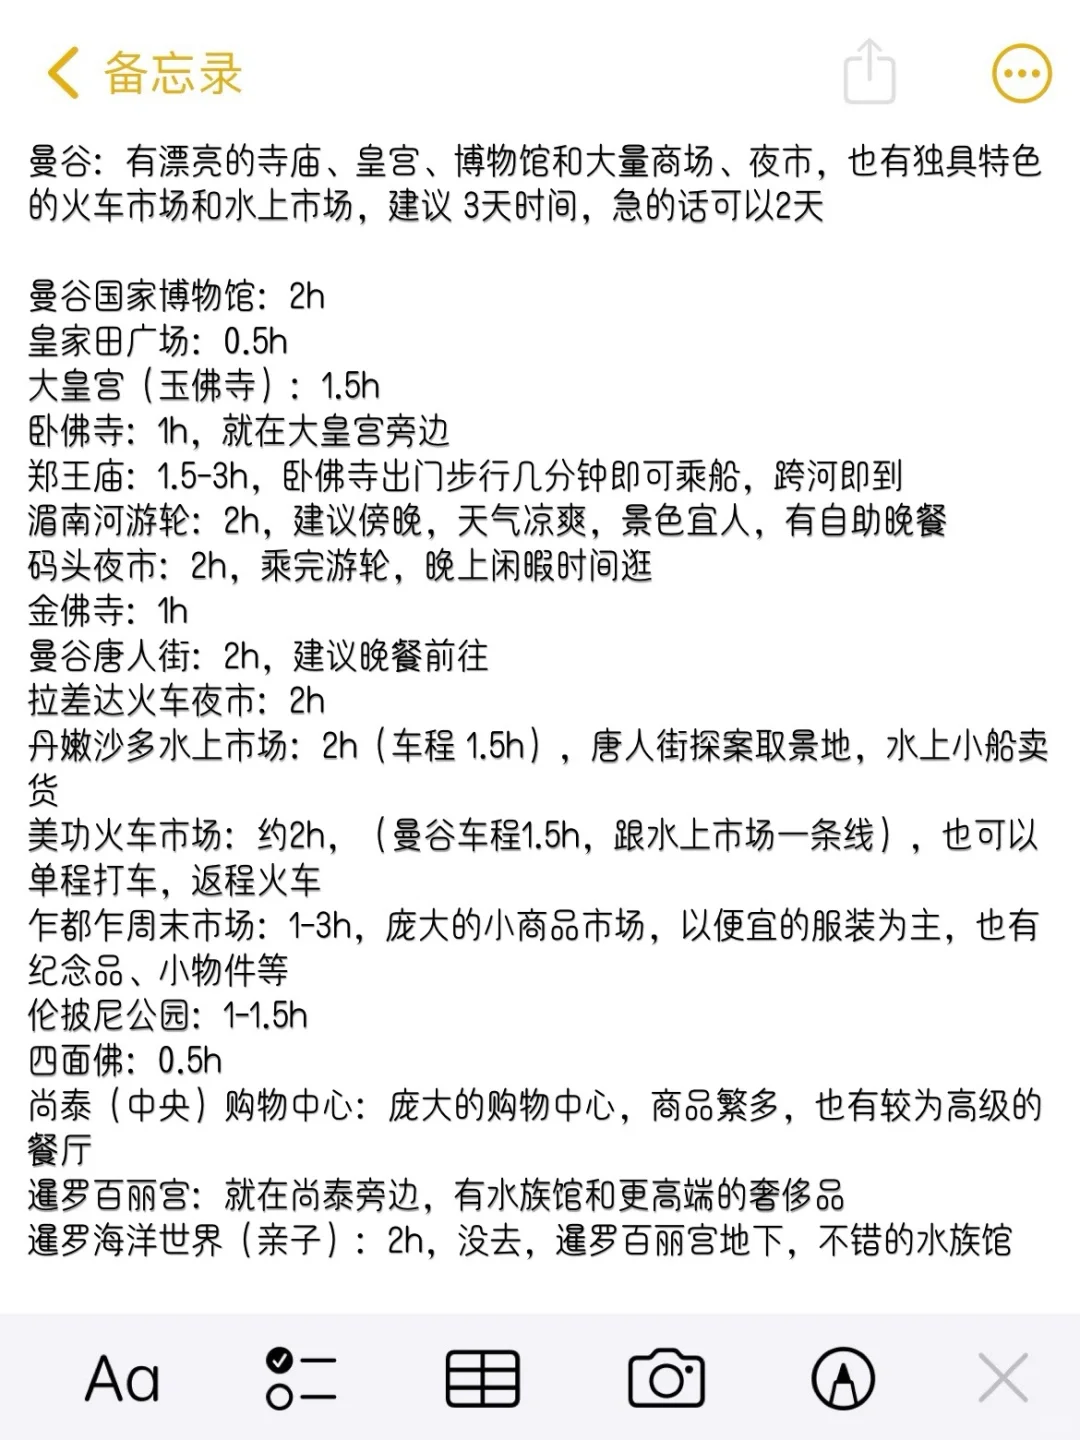 备忘录
曼谷：有漂亮的寺庙、皇宫、博物馆和大量商场、夜市，也有独具特色
的火车市场和水上市场，建议 3天时间，急的话可以2天
曼谷国家博物馆：2h
皇家田广场：0.5h
大皇宫（玉佛寺）：1.5h
卧佛寺：1h，就在大皇宫旁边
郑王庙：1.5-3h，卧佛寺出门步行几分钟即可乘船，跨河即到
湄南河游轮：2h，建议傍晚，天气凉爽，景色宜人，有自助晚餐
码头夜市：2h，乘完游轮，晚上闲暇时间逛
金佛寺：1h
曼谷唐人街：2h，建议晚餐前往
拉差达火车夜市：2h
丹嫩沙多水上市场：2h（车程 1.5h），唐人街探案取景地，水上小船卖
货
美功火车市场：约2h，（曼谷车程1.5h，跟水上市场一条线），也可以
单程打车，返程火车
乍都乍周末市场：1-3h，庞大的小商品市场，以便宜的服装为主，也有
纪念品、小物件等
伦披尼公园：1-1.5h
四面佛：0.5h
尚泰（中央）购物中心：庞大的购物中心，商品繁多，也有较为高级的
餐厅
暹罗百丽宫：就在尚泰旁边，有水族馆和更高端的奢侈品
暹罗海洋世界（亲子）：2h，没去，暹罗百丽宫地下，不错的水族馆
Aa